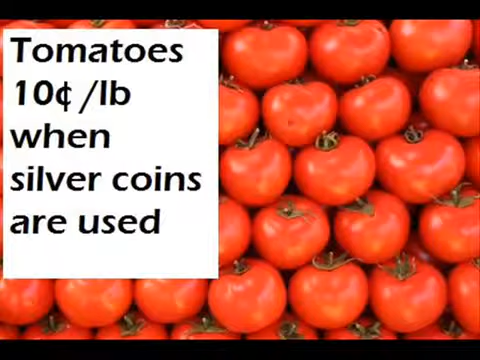 Tomatoes
10¢/lb
when
silver coins
are used